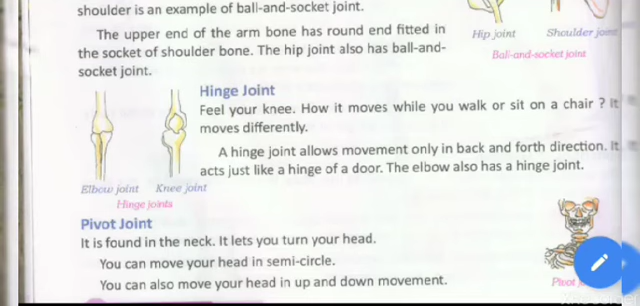 shoulder is an example of ball-and-socket joint.
The upper end of the arm bone has round end fitted in
the socket of shoulder bone. The hip joint also has ball-and-
socket joint.
Hip joint Shoulder joint
Ball-and-socket joint
Hinge Joint
Feel your knee. How it moves while you walk or sit on a chair ? It
moves differently.
A hinge joint allows movement only in back and forth direction. It
acts just like a hinge of a door. The elbow also has a hinge joint.
Elbow joint Knee joint
Hinge joints
Pivot Joint
It is found in the neck. It lets you turn your head.
You can move your head in semi-circle.
You can also move your head in up and down movement.
Pivot